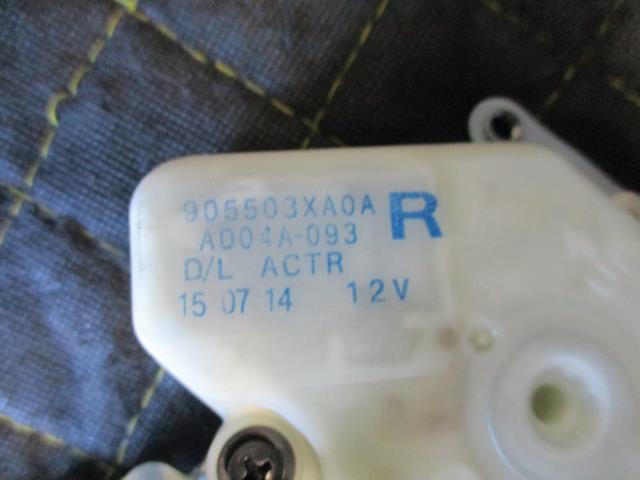 905503XA0A R
AD04A-093
D/L ACTR
15 07 14 12V